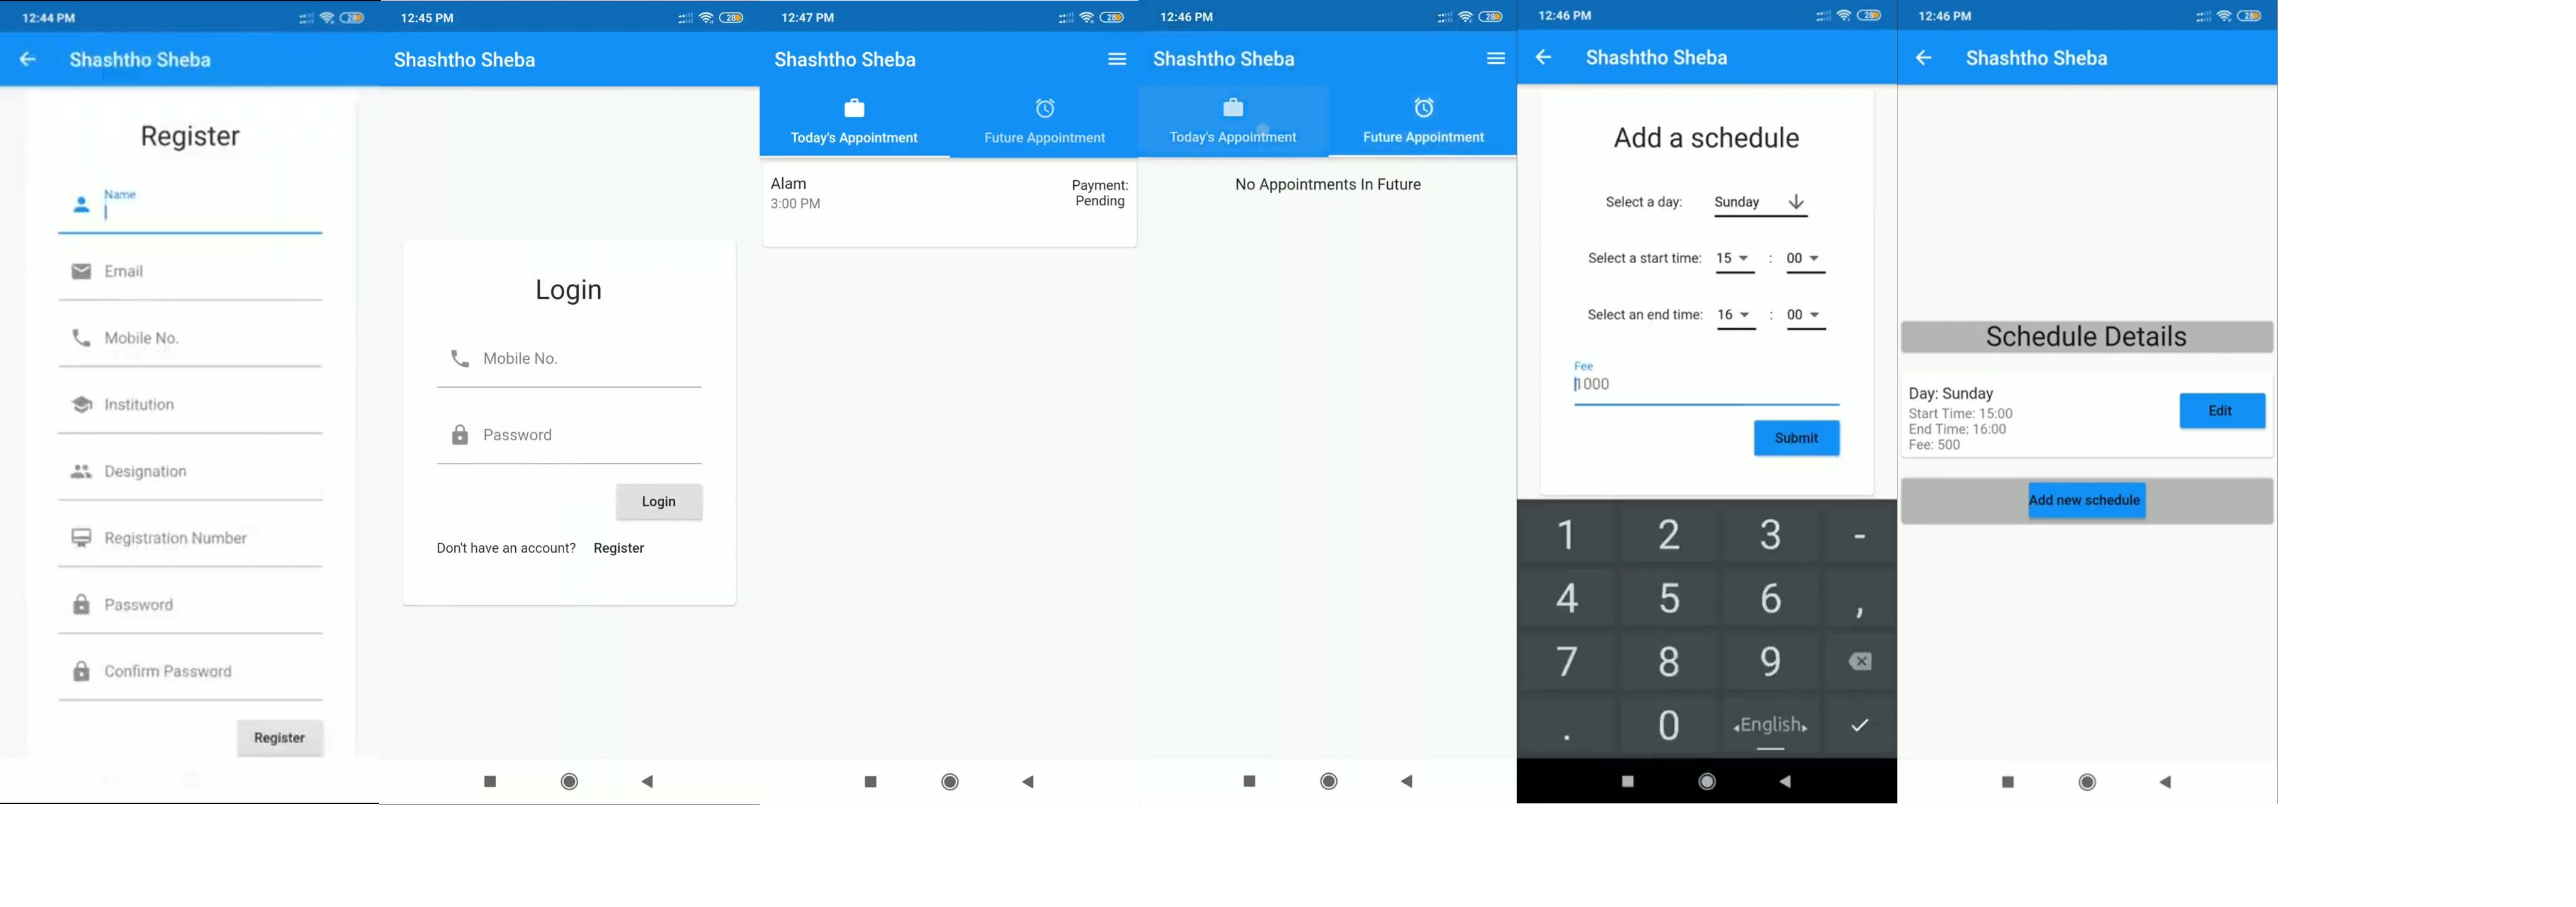 12:44 PM
28
Shashtho Sheba
Register
Name
Email
Mobile No.
Institution
Designation
Registration Number
Password
Confirm Password
Register
12:45 PM
28
Shashtho Sheba
Login
Mobile No.
Password
Login
Don't have an account? Register
12:47 PM
28
Shashtho Sheba
Today's Appointment
Future Appointment
Alam
3:00 PM
Payment:
Pending
12:46 PM
28
Shashtho Sheba
Today's Appointment
Future Appointment
No Appointments In Future
12:46 PM
28
Shashtho Sheba
Add a schedule
Select a day: Sunday
Select a start time: 15 : 00
Select an end time: 16 : 00
Fee
1000
Submit
1 2 3 -
4 5 6 ,
7 8 9
. 0 English
12:46 PM
28
Shashtho Sheba
Schedule Details
Day: Sunday
Start Time: 15:00
End Time: 16:00
Fee: 500
Edit
Add new schedule